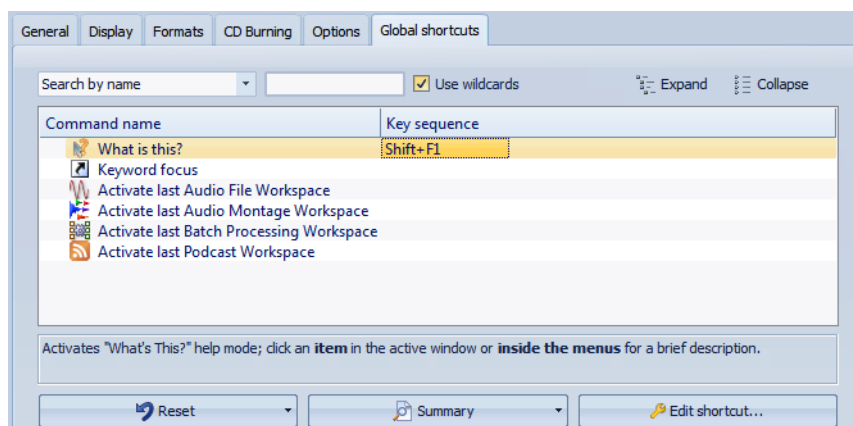 General Display Formats CD Burning Options Global shortcuts
Search by name Use wildcards Expand Collapse
Command name Key sequence
What is this? Shift+F1
Keyword focus
Activate last Audio File Workspace
Activate last Audio Montage Workspace
Activate last Batch Processing Workspace
Activate last Podcast Workspace
Activates "What's This?" help mode; click an item in the active window or inside the menus for a brief description.
Reset Summary Edit shortcut...